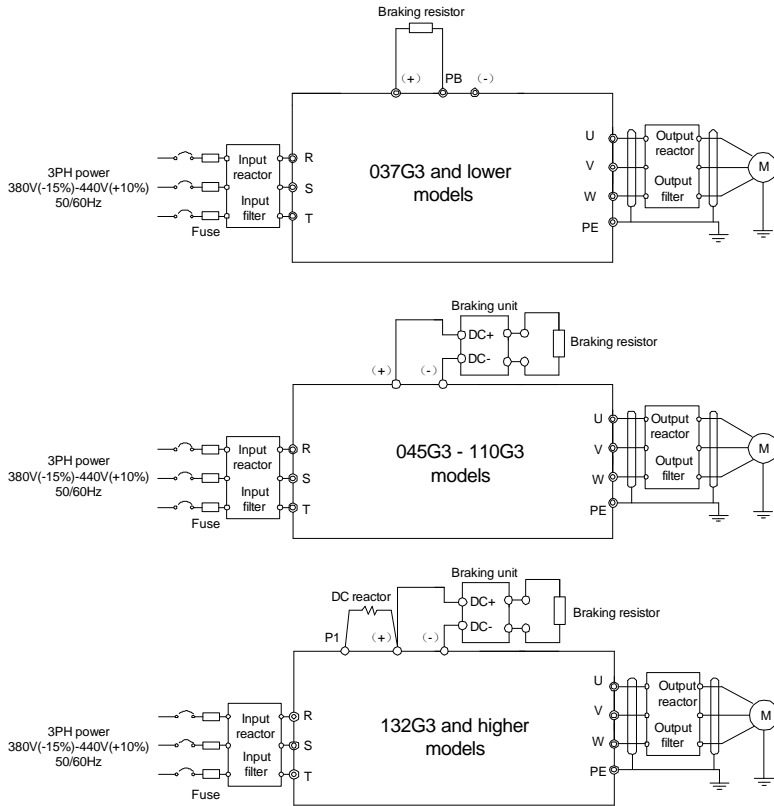 Braking resistor
(+)
PB
(-)
3PH power
380V(-15%)-440V(+10%)
50/60Hz
Fuse
Input
reactor
Input
filter
R
S
T
037G3 and lower
models
U
V
W
PE
Output
reactor
Output
filter
M
Braking unit
DC+
DC-
Braking resistor
(+)
(-)
3PH power
380V(-15%)-440V(+10%)
50/60Hz
Fuse
Input
reactor
Input
filter
R
S
T
045G3 - 110G3
models
U
V
W
PE
Output
reactor
Output
filter
M
Braking unit
DC reactor
DC+
DC-
Braking resistor
P1
(+)
(-)
3PH power
380V(-15%)-440V(+10%)
50/60Hz
Fuse
Input
reactor
Input
filter
R
S
T
132G3 and higher
models
U
V
W
PE
Output
reactor
Output
filter
M